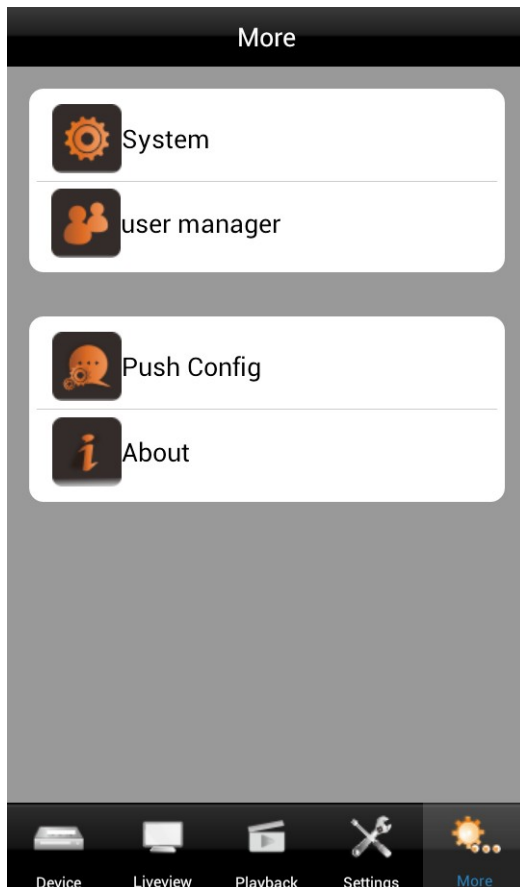 More
System
user manager
Push Config
About
Device
Liveview
Playback
Settings
More